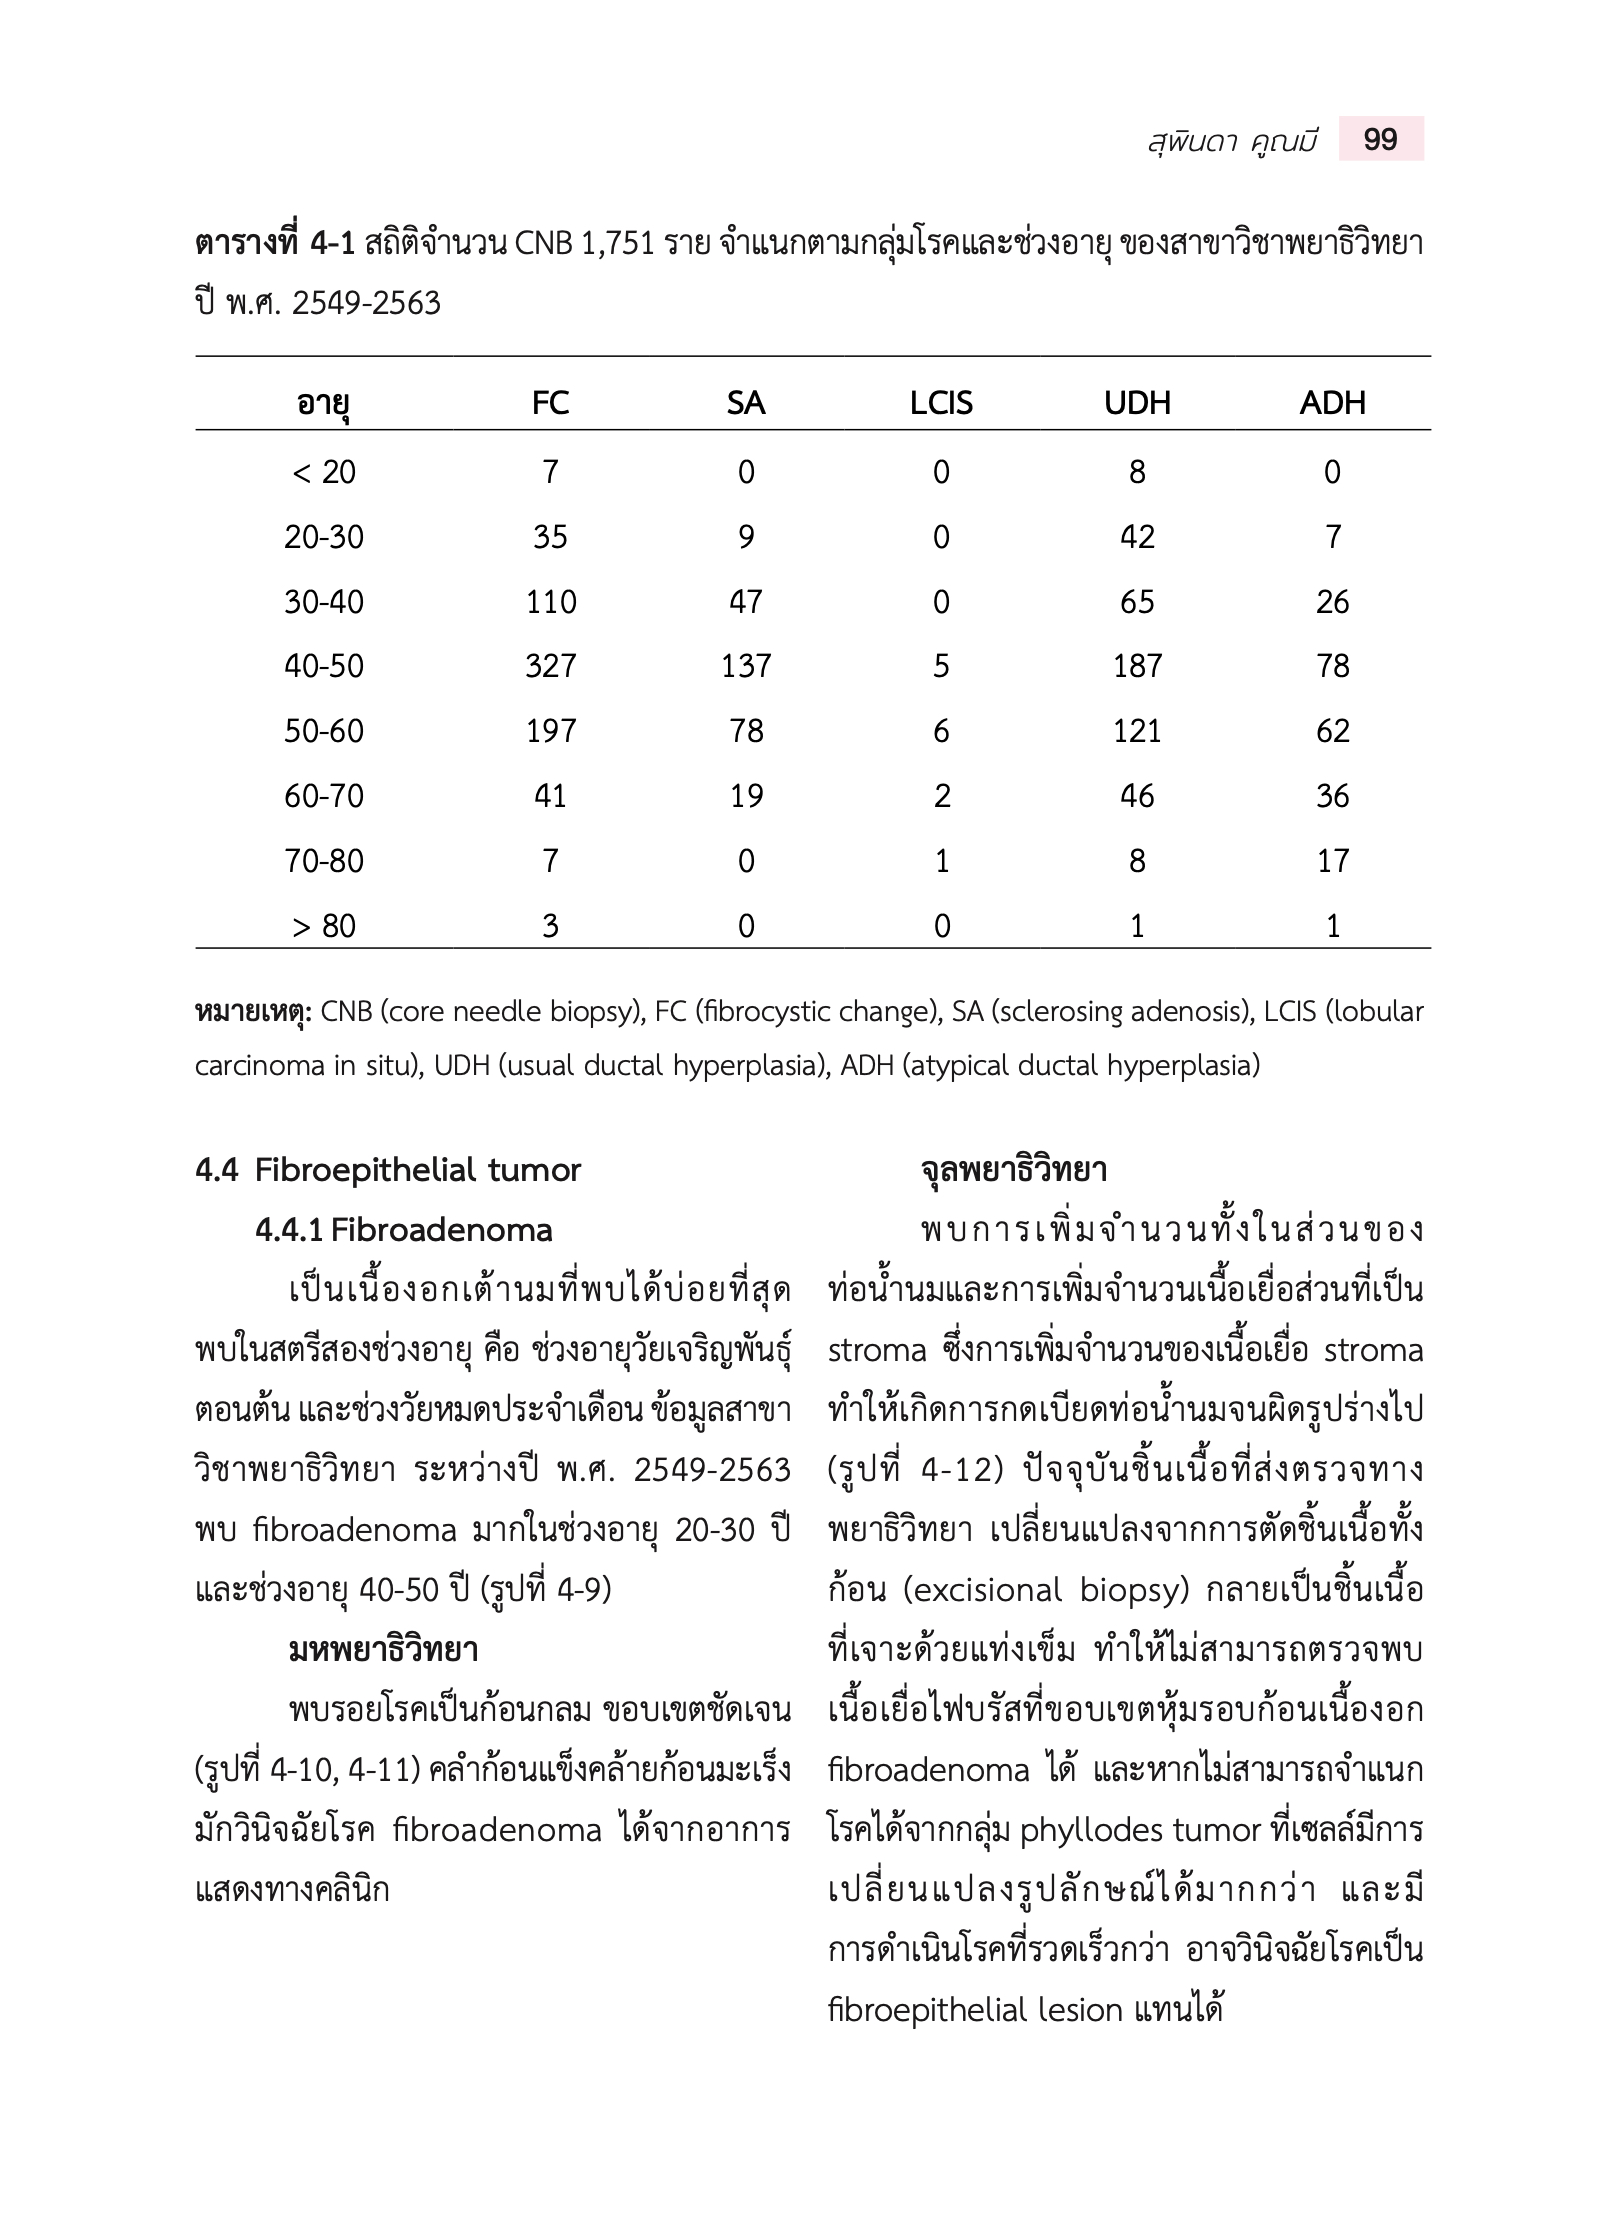 สุพินดา คูณมี 99
ตารางที่ 4-1 สถิติจำนวน CNB 1,751 ราย จำแนกตามกลุ่มโรคและช่วงอายุ ของสาขาวิชาพยาธิวิทยา
ปี พ.ศ. 2549-2563
อายุ FC SA LCIS UDH ADH
< 20 7 0 0 8 0
20-30 35 9 0 42 7
30-40 110 47 0 65 26
40-50 327 137 5 187 78
50-60 197 78 6 121 62
60-70 41 19 2 46 36
70-80 7 0 1 8 17
> 80 3 0 0 1 1
หมายเหตุ: CNB (core needle biopsy), FC (fibrocystic change), SA (sclerosing adenosis), LCIS (lobular
carcinoma in situ), UDH (usual ductal hyperplasia), ADH (atypical ductal hyperplasia)
4.4 Fibroepithelial tumor
4.4.1 Fibroadenoma
เป็นเนื้องอกเต้านมที่พบได้บ่อยที่สุด
พบในสตรีสองช่วงอายุ คือ ช่วงอายุวัยเจริญพันธุ์
ตอนต้น และช่วงวัยหมดประจำเดือน ข้อมูลสาขา
วิชาพยาธิวิทยา ระหว่างปี พ.ศ. 2549-2563
พบ fibroadenoma มากในช่วงอายุ 20-30 ปี
และช่วงอายุ 40-50 ปี (รูปที่ 4-9)
มหพยาธิวิทยา
พบรอยโรคเป็นก้อนกลม ขอบเขตชัดเจน
(รูปที่ 4-10, 4-11) คลำก้อนแข็งคล้ายก้อนมะเร็ง
มักวินิจฉัยโรค fibroadenoma ได้จากอาการ
แสดงทางคลินิก
จุลพยาธิวิทยา
พบการเพิ่มจำนวนทั้งในส่วนของ
ท่อน้ำนมและการเพิ่มจำนวนเนื้อเยื่อส่วนที่เป็น
stroma ซึ่งการเพิ่มจำนวนของเนื้อเยื่อ stroma
ทำให้เกิดการกดเบียดท่อน้ำนมจนผิดรูปร่างไป
(รูปที่ 4-12) ปัจจุบันชิ้นเนื้อที่ส่งตรวจทาง
พยาธิวิทยา เปลี่ยนแปลงจากการตัดชิ้นเนื้อทั้ง
ก้อน (excisional biopsy) กลายเป็นชิ้นเนื้อ
ที่เจาะด้วยแท่งเข็ม ทำให้ไม่สามารถตรวจพบ
เนื้อเยื่อไฟบรัสที่ขอบเขตหุ้มรอบก้อนเนื้องอก
fibroadenoma ได้ และหากไม่สามารถจำแนก
โรคได้จากกลุ่ม phyllodes tumor ที่เซลล์มีการ
เปลี่ยนแปลงรูปลักษณ์ได้มากกว่า และมี
การดำเนินโรคที่รวดเร็วกว่า อาจวินิจฉัยโรคเป็น
fibroepithelial lesion แทนได้